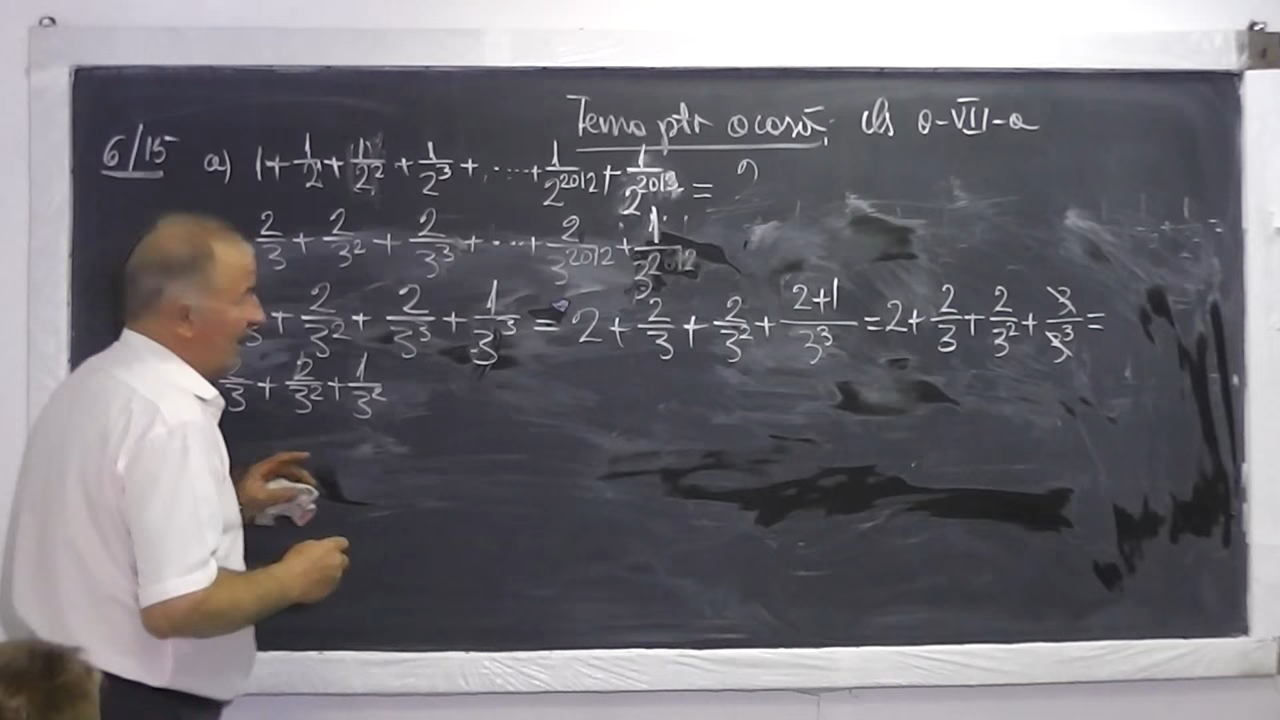 Tema ptr acasă: cls a-VII-a
6/15 a) 1 + 1/2 + 1/2² + 1/2³ + ..... + 1/2²⁰¹² + 1/2²⁰¹³ = ?
2/3 + 2/3² + 2/3³ + ... + 2/3²⁰¹² + 1/3²⁰¹²
/3 + 2/3² + 2/3³ + 1/3³ = 2 + 2/3 + 2/3² + (2+1)/3³ = 2 + 2/3 + 2/3² + 3/3³ =
/3 + 2/3² + 1/3²